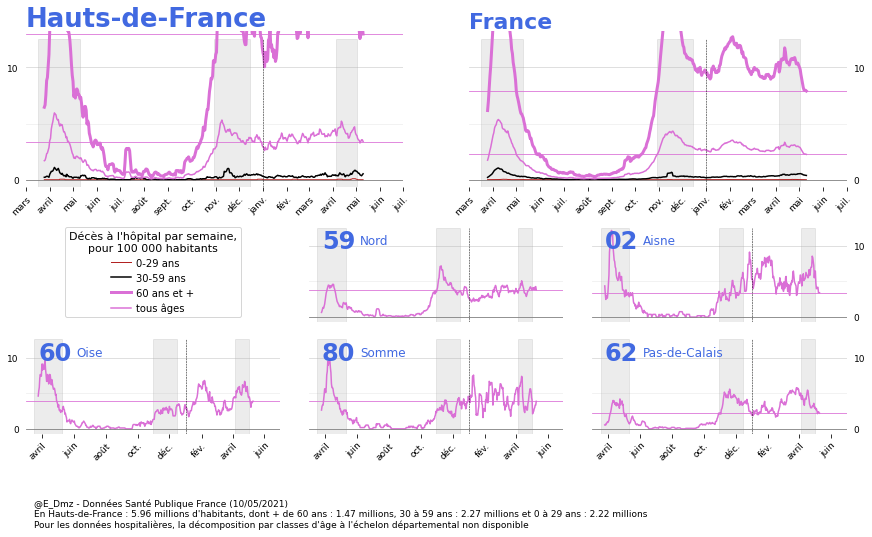 Hauts-de-France
France
10
0
10
0
mars avril mai juin juil. août sept. oct. nov. déc. janv. févr. mars avril mai juin juil.
mars avril mai juin juil. août sept. oct. nov. déc. janv. févr. mars avril mai juin juil.
Décès à l'hôpital par semaine,
pour 100 000 habitants
0-29 ans
30-59 ans
60 ans et +
tous âges
59 Nord
02 Aisne
10
0
60 Oise
80 Somme
62 Pas-de-Calais
10
0
10
0
avril juin août oct. déc. fév. avril juin
avril juin août oct. déc. fév. avril juin
avril juin août oct. déc. fév. avril juin
@E_Dmz - Données Santé Publique France (10/05/2021)
En Hauts-de-France : 5.96 millions d'habitants, dont + de 60 ans : 1.47 millions, 30 à 59 ans : 2.27 millions et 0 à 29 ans : 2.22 millions
Pour les données hospitalières, la décomposition par classes d'âge à l'échelon départemental non disponible